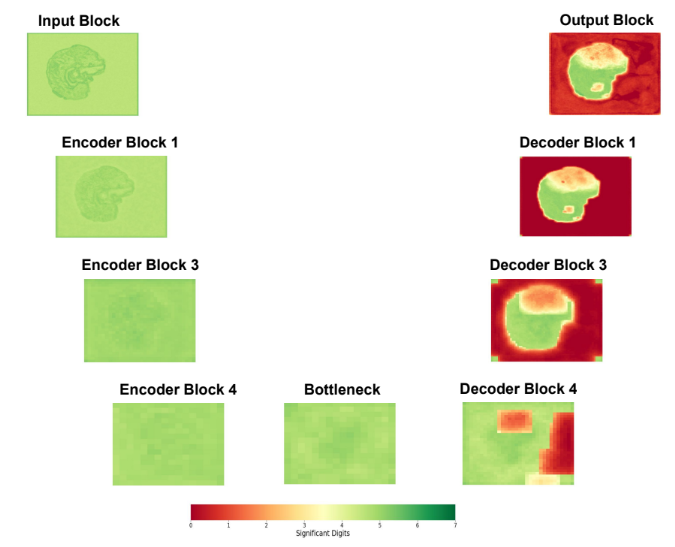 Input Block
Output Block
Encoder Block 1
Decoder Block 1
Encoder Block 3
Decoder Block 3
Encoder Block 4
Bottleneck
Decoder Block 4
0 1 2 3 4 5 6 7
Significant Digits